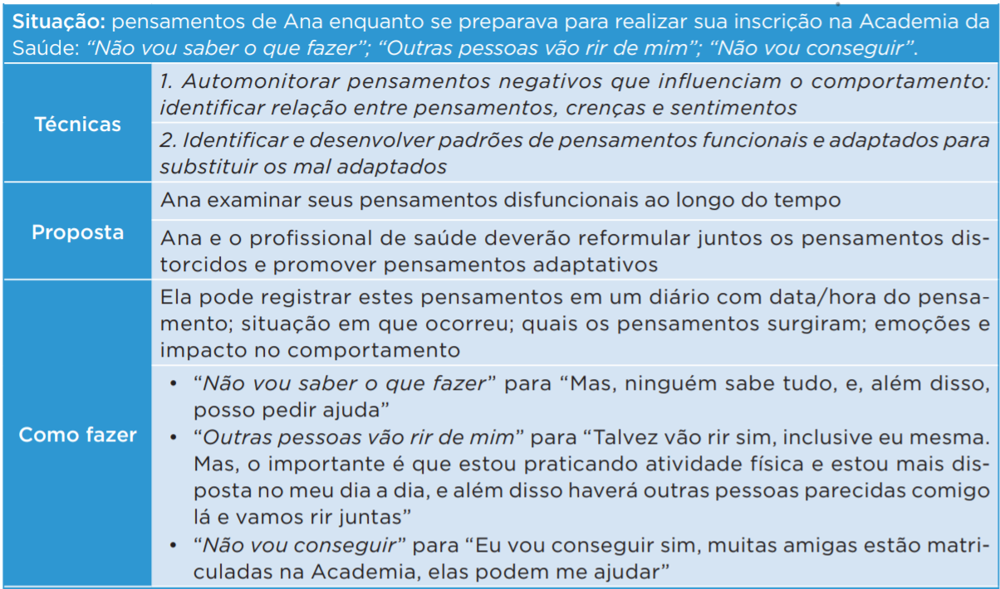 Situação: pensamentos de Ana enquanto se preparava para realizar sua inscrição na Academia da
Saúde: “Não vou saber o que fazer”; “Outras pessoas vão rir de mim”; “Não vou conseguir”.
Técnicas
1. Automonitorar pensamentos negativos que influenciam o comportamento:
identificar relação entre pensamentos, crenças e sentimentos
2. Identificar e desenvolver padrões de pensamentos funcionais e adaptados para
substituir os mal adaptados
Proposta
Ana examinar seus pensamentos disfuncionais ao longo do tempo
Ana e o profissional de saúde deverão reformular juntos os pensamentos dis-
torcidos e promover pensamentos adaptativos
Como fazer
Ela pode registrar estes pensamentos em um diário com data/hora do pensa-
mento; situação em que ocorreu; quais os pensamentos surgiram; emoções e
impacto no comportamento
• “Não vou saber o que fazer” para “Mas, ninguém sabe tudo, e, além disso,
posso pedir ajuda”
• “Outras pessoas vão rir de mim” para “Talvez vão rir sim, inclusive eu mesma.
Mas, o importante é que estou praticando atividade física e estou mais dis-
posta no meu dia a dia, e além disso haverá outras pessoas parecidas comigo
lá e vamos rir juntas”
• “Não vou conseguir” para “Eu vou conseguir sim, muitas amigas estão matri-
culadas na Academia, elas podem me ajudar”